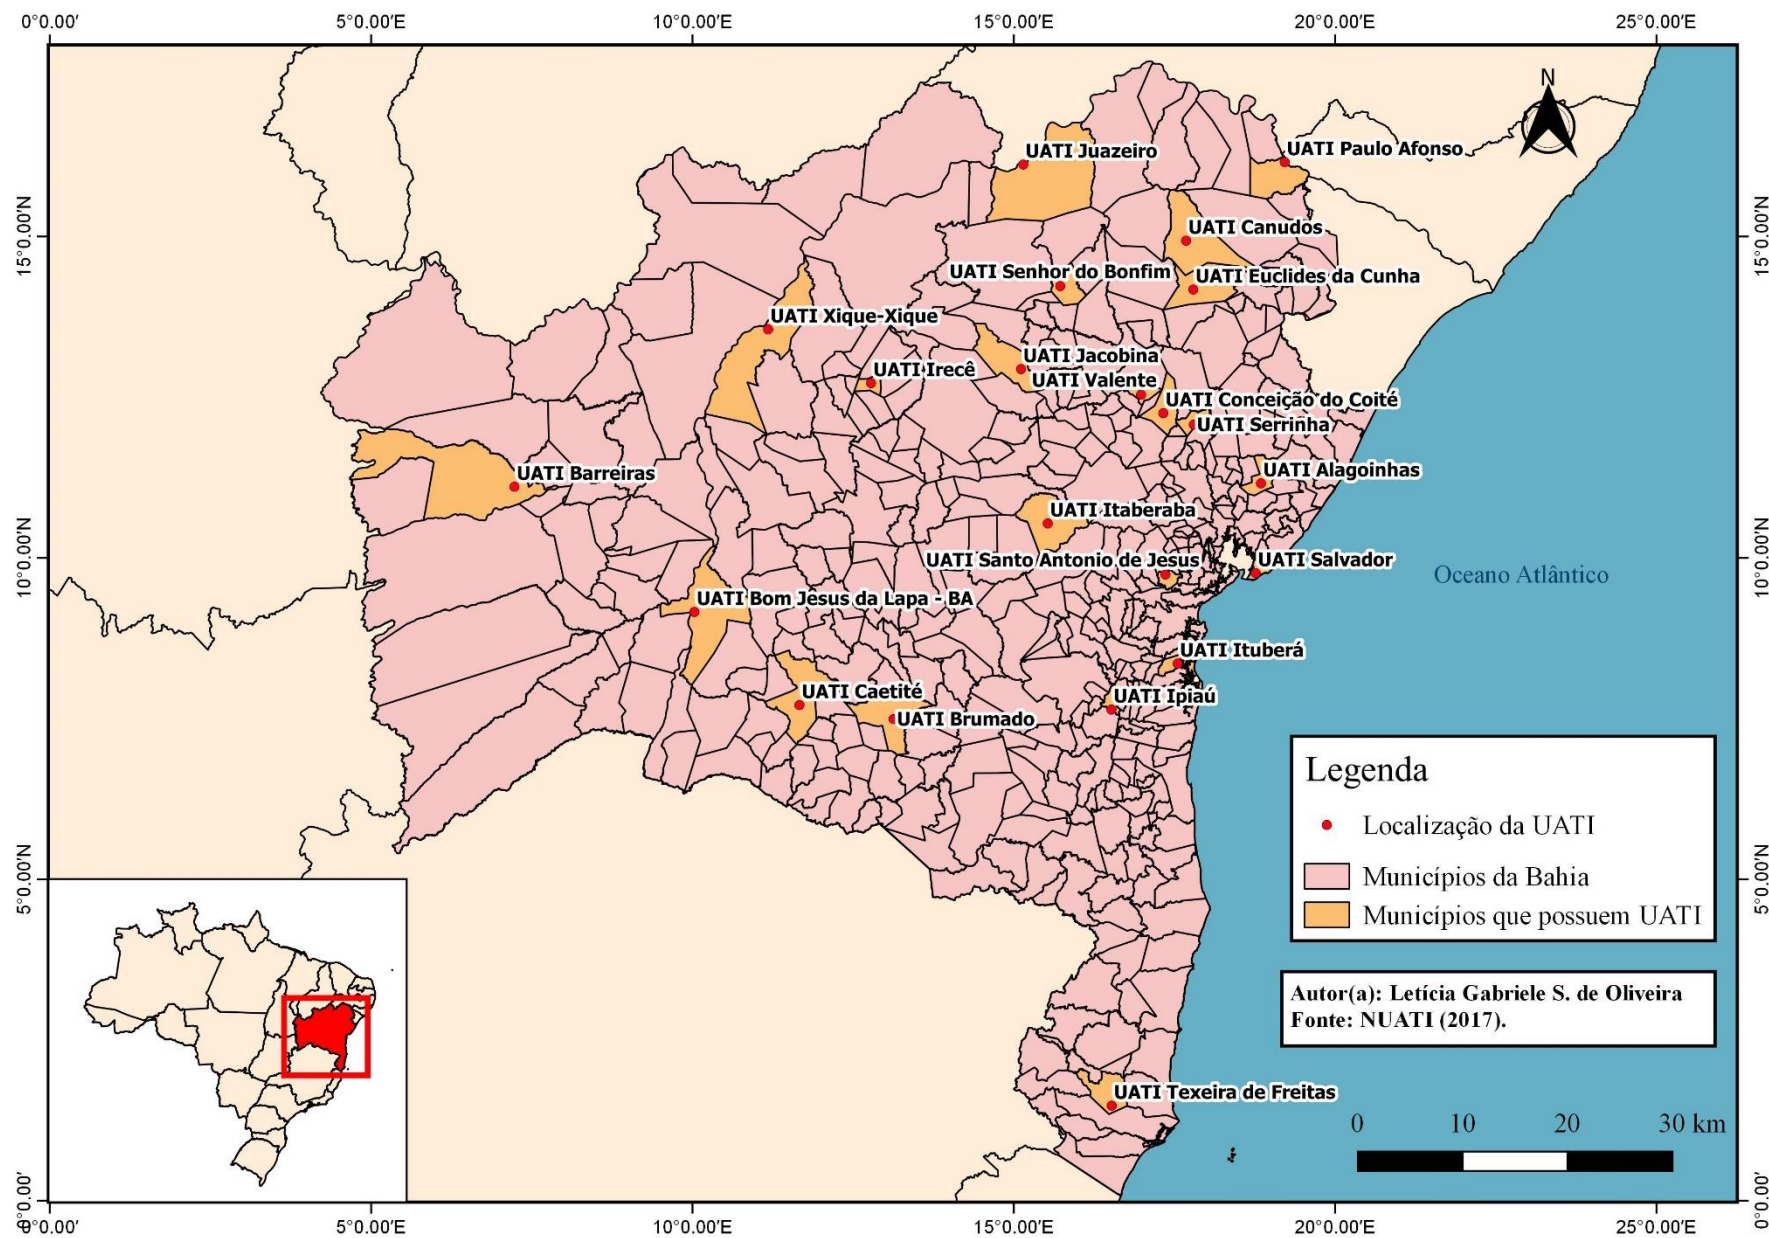 0°0.00′ 5°0.00′E 10°0.00′E 15°0.00′E 20°0.00′E 25°0.00′E
N
UATI Juazeiro
UATI Paulo Afonso
15°0.00′N
UATI Canudos
15°0.00′N
UATI Senhor do Bonfim
UATI Euclides da Cunha
UATI Xique-Xique
UATI Jacobina
UATI Irecê
UATI Valente
UATI Conceição do Coité
UATI Serrinha
UATI Barreiras
UATI Alagoinhas
UATI Itaberaba
10°0.00′N
UATI Santo Antonio de Jesus
UATI Salvador
10°0.00′N
Oceano Atlântico
UATI Bom Jesus da Lapa - BA
UATI Ituberá
UATI Caetité
UATI Ipiaú
UATI Brumado
Legenda
Localização da UATI
Municípios da Bahia
Municípios que possuem UATI
5°0.00′N
5°0.00′N
Autor(a): Letícia Gabriele S. de Oliveira
Fonte: NUATI (2017).
UATI Texeira de Freitas
0 10 20 30 km
0°0.00′
0°0.00′
0°0.00′ 5°0.00′E 10°0.00′E 15°0.00′E 20°0.00′E 25°0.00′E